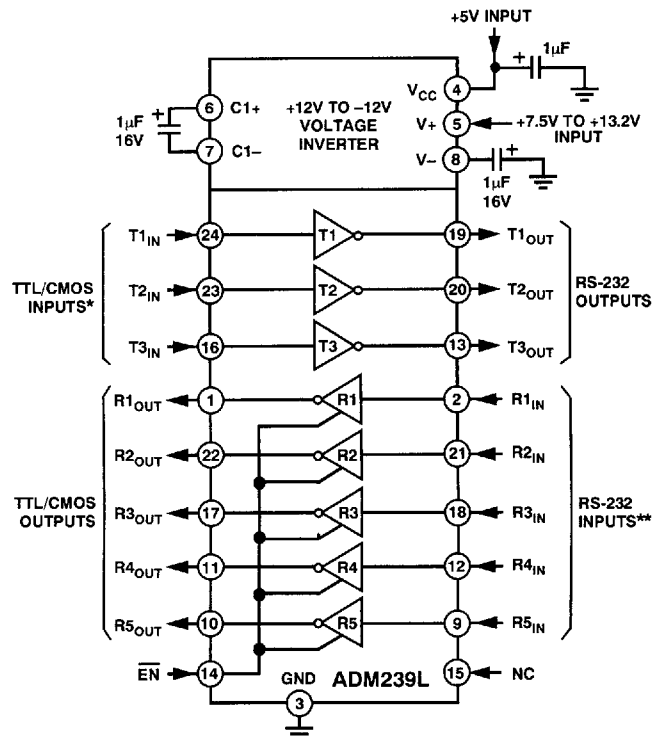 +5V INPUT
1µF
+
VCC
4
6
C1+
+12V TO –12V
VOLTAGE
INVERTER
V+
5
+7.5V TO +13.2V
INPUT
1µF
16V
+
7
C1–
V–
8
+
1µF
16V
TTL/CMOS
INPUTS*
T1IN
24
T1
19
T1OUT
T2IN
23
T2
20
T2OUT
T3IN
16
T3
13
T3OUT
RS-232
OUTPUTS
TTL/CMOS
OUTPUTS
R1OUT
1
R1
2
R1IN
R2OUT
22
R2
21
R2IN
R3OUT
17
R3
18
R3IN
R4OUT
11
R4
12
R4IN
R5OUT
10
R5
9
R5IN
RS-232
INPUTS**
E̅N̅
14
GND
3
ADM239L
15
NC